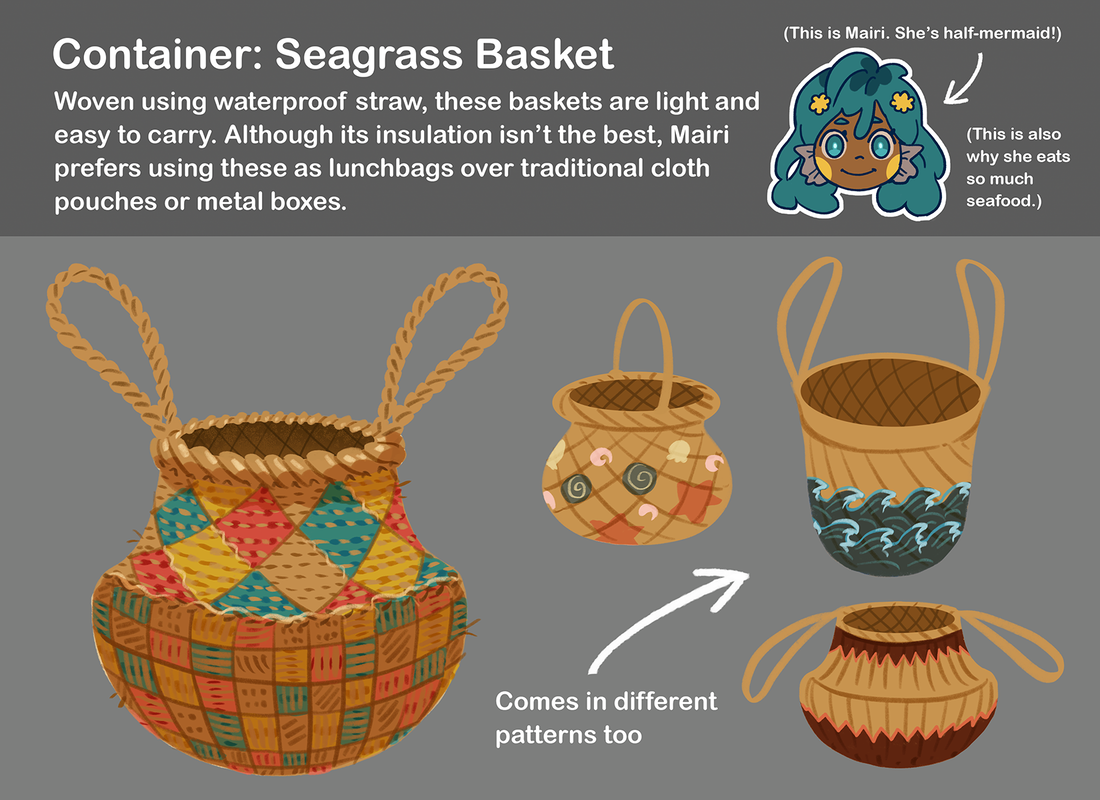 Container: Seagrass Basket
Woven using waterproof straw, these baskets are light and
easy to carry. Although its insulation isn't the best, Mairi
prefers using these as lunchbags over traditional cloth
pouches or metal boxes.
(This is Mairi. She's half-mermaid!)
(This is also
why she eats
so much
seafood.)
Comes in different
patterns too